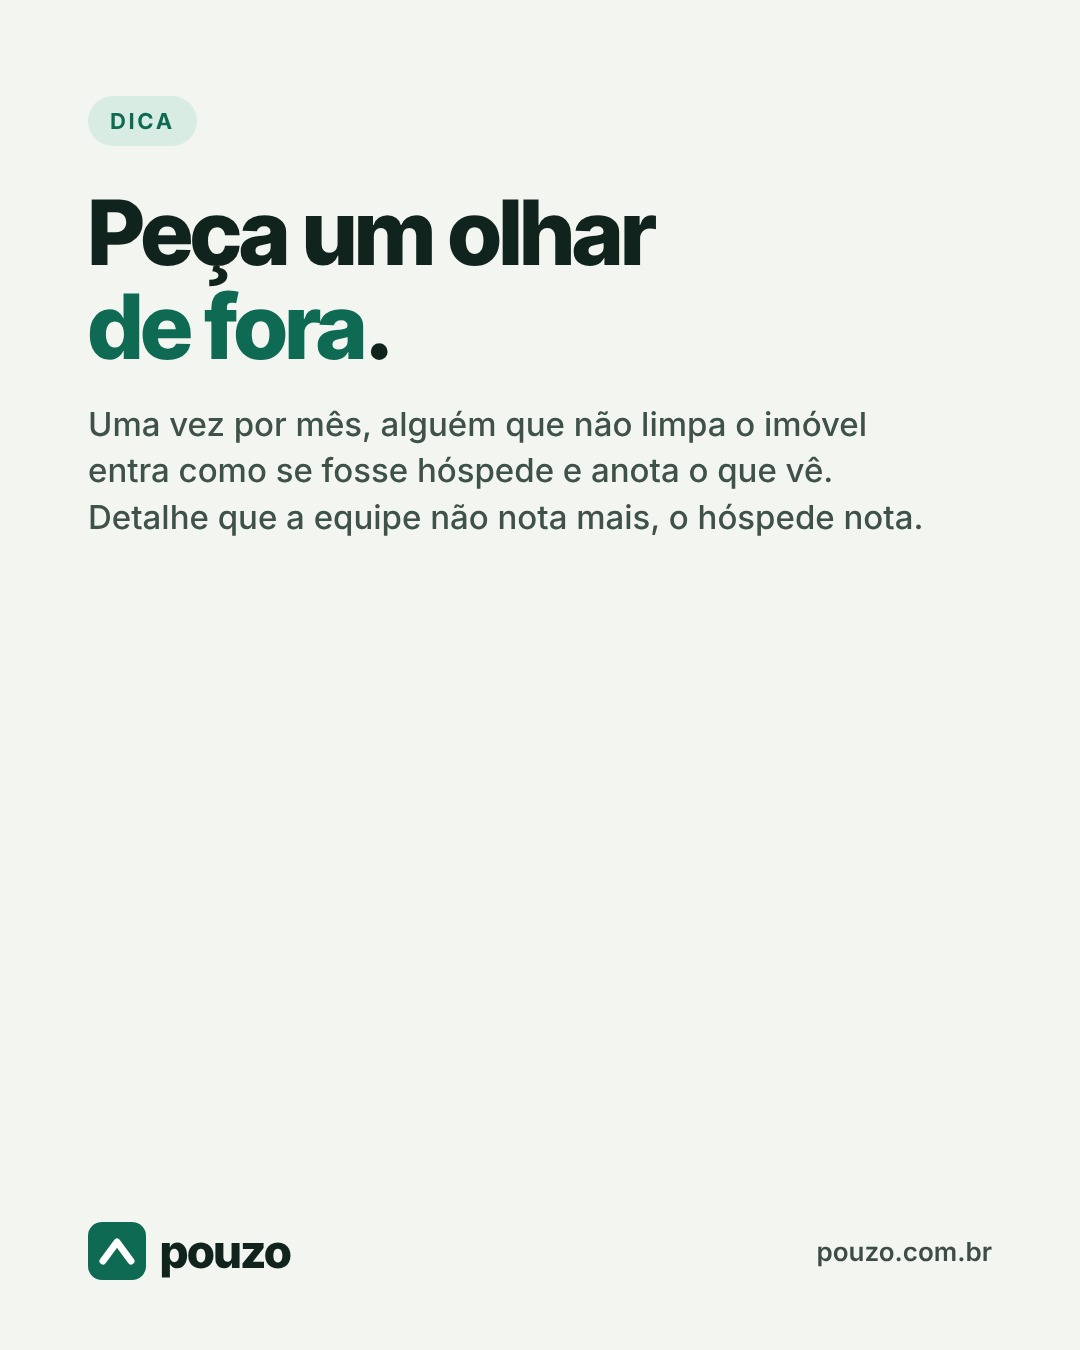 DICA
Peça um olhar
de fora.
Uma vez por mês, alguém que não limpa o imóvel
entra como se fosse hóspede e anota o que vê.
Detalhe que a equipe não nota mais, o hóspede nota.
pouzo
pouzo.com.br